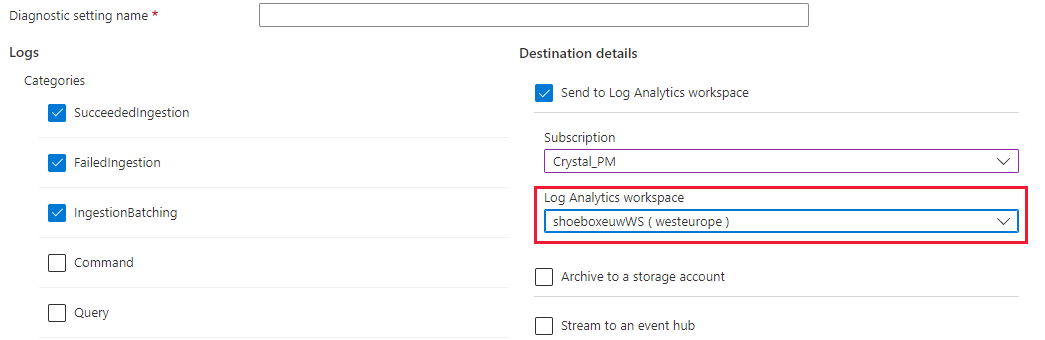 Diagnostic setting name *
Logs
Categories
SucceededIngestion
FailedIngestion
IngestionBatching
Command
Query
Destination details
Send to Log Analytics workspace
Subscription
Crystal_PM
Log Analytics workspace
shoeboxeuwWS ( westeurope )
Archive to a storage account
Stream to an event hub